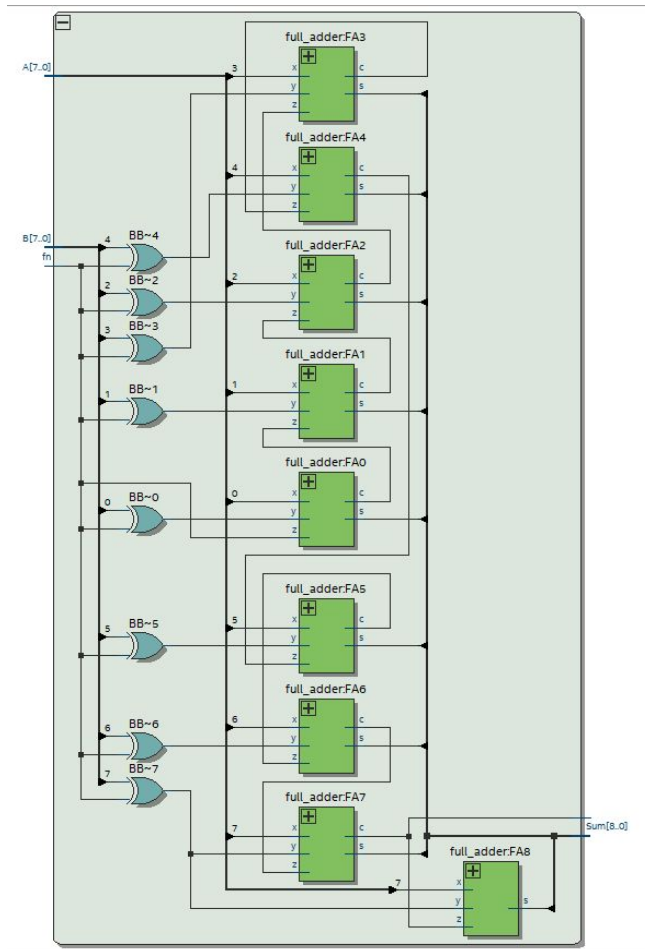 full_adder:FA3
A[7..0]
3
x
c
y
s
z
full_adder:FA4
4
x
c
y
s
z
B[7..0]
fn
4
BB~4
full_adder:FA2
2
BB~2
2
x
c
y
s
z
3
BB~3
full_adder:FA1
1
BB~1
1
x
c
y
s
z
full_adder:FA0
0
BB~0
0
x
c
y
s
z
full_adder:FA5
5
BB~5
5
x
c
y
s
z
full_adder:FA6
6
BB~6
6
x
c
y
s
z
7
BB~7
full_adder:FA7
7
x
c
y
s
z
Sum[8..0]
full_adder:FA8
7
x
y
s
z